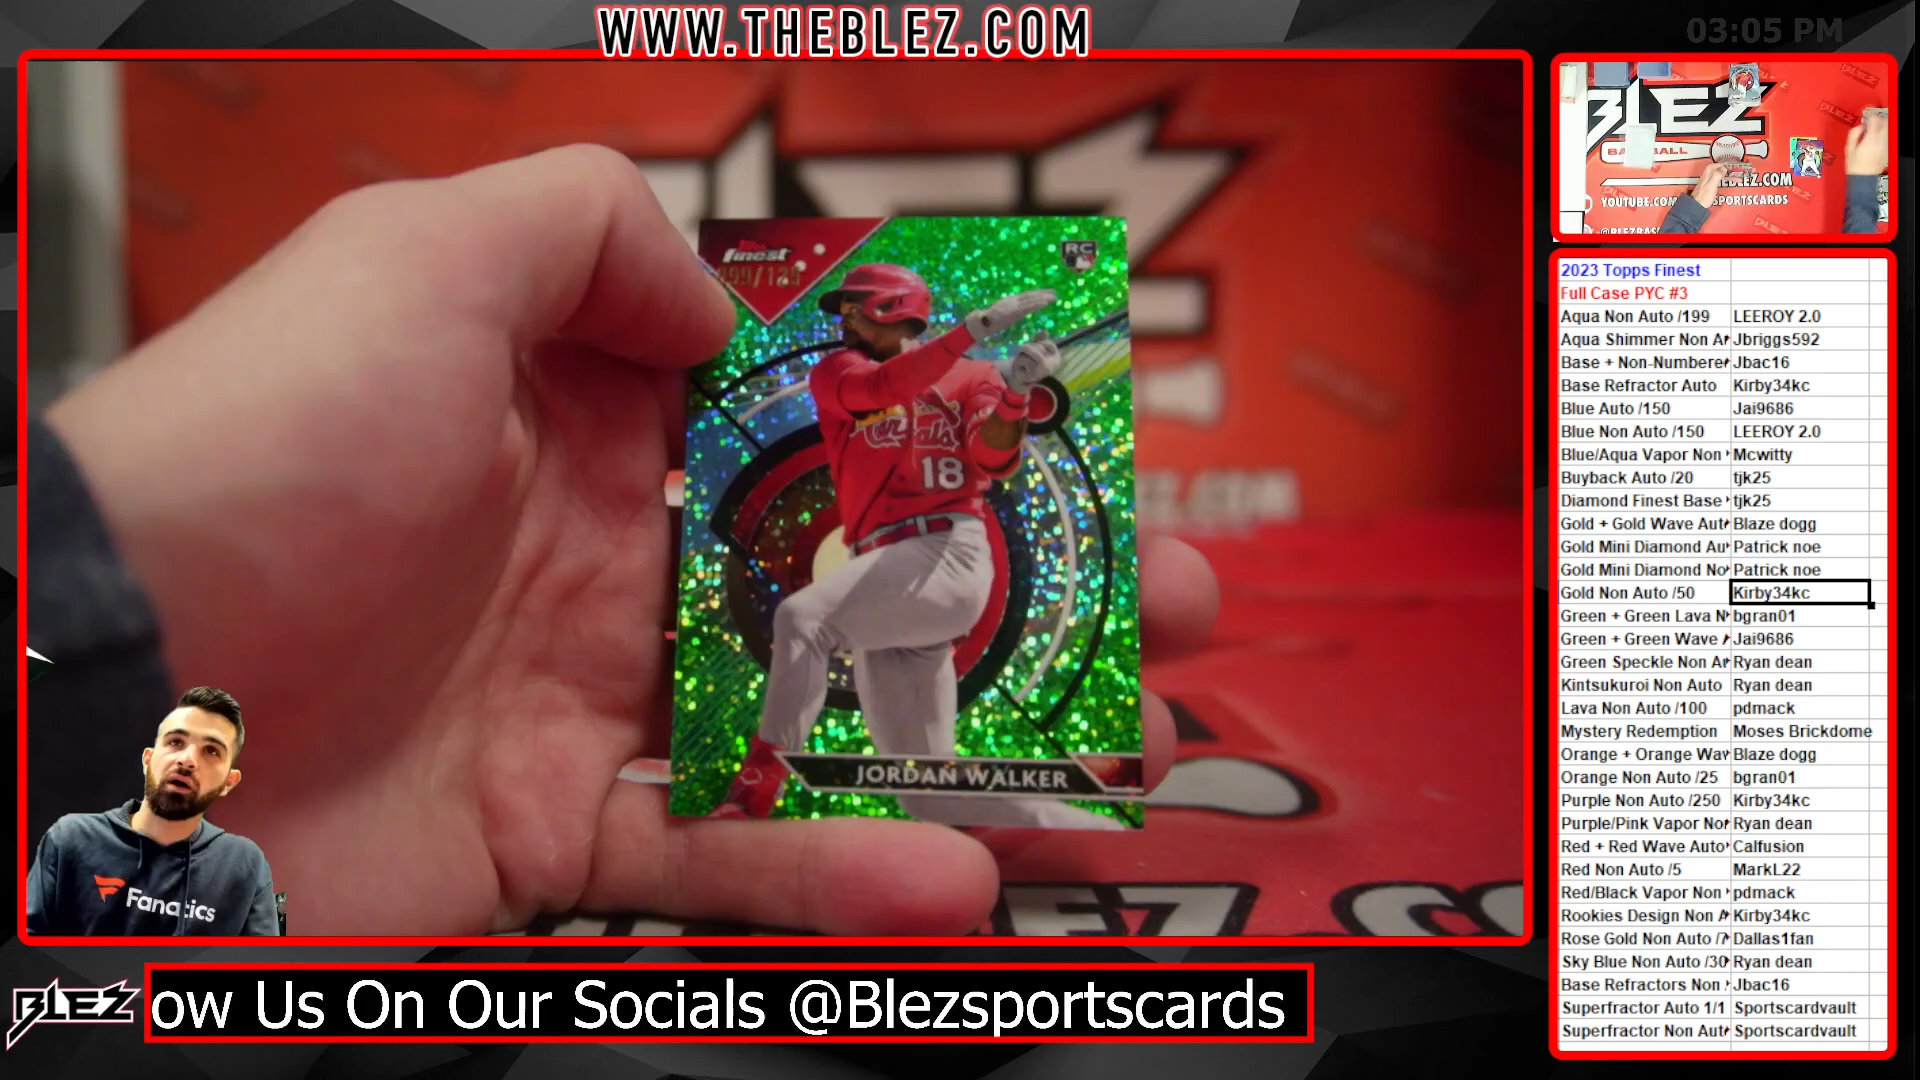 WWW.THEBLEZ.COM
03:05 PM
Topps
finest
099/125
RC
Cardinals
18
JORDAN WALKER
Fanatics
BLEZ
ow Us On Our Socials @Blezsportscards
BLEZ
BASEBALL
YOUTUBE.COM
SPORTSCARDS
2023 Topps Finest
Full Case PYC #3
Aqua Non Auto /199 LEEROY 2.0
Aqua Shimmer Non A Jbriggs592
Base + Non-Numbere Jbac16
Base Refractor Auto Kirby34kc
Blue Auto /150 Jai9686
Blue Non Auto /150 LEEROY 2.0
Blue/Aqua Vapor Non Mcwitty
Buyback Auto /20 tjk25
Diamond Finest Base tjk25
Gold + Gold Wave Aut Blaze dogg
Gold Mini Diamond Au Patrick noe
Gold Mini Diamond No Patrick noe
Gold Non Auto /50 Kirby34kc
Green + Green Lava N bgran01
Green + Green Wave A Jai9686
Green Speckle Non A Ryan dean
Kintsukuroi Non Auto Ryan dean
Lava Non Auto /100 pdmack
Mystery Redemption Moses Brickdome
Orange + Orange Wav Blaze dogg
Orange Non Auto /25 bgran01
Purple Non Auto /250 Kirby34kc
Purple/Pink Vapor Non Ryan dean
Red + Red Wave Auto Calfusion
Red Non Auto /5 MarkL22
Red/Black Vapor Non pdmack
Rookies Design Non A Kirby34kc
Rose Gold Non Auto /7 Dallas1fan
Sky Blue Non Auto /30 Ryan dean
Base Refractors Non Jbac16
Superfractor Auto 1/1 Sportscardvault
Superfractor Non Aut Sportscardvault